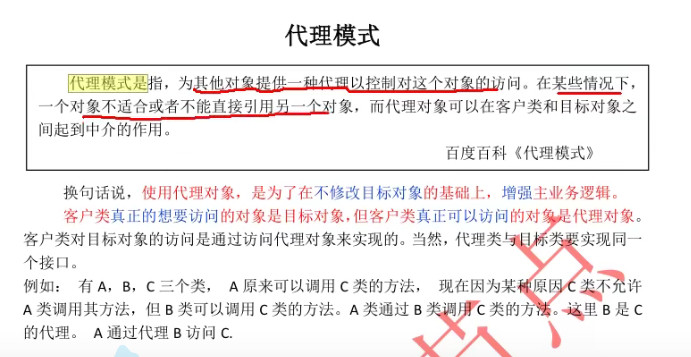 代理模式
代理模式是指，为其他对象提供一种代理以控制对这个对象的访问。在某些情况下，
一个对象不适合或者不能直接引用另一个对象，而代理对象可以在客户类和目标对象之
间起到中介的作用。
百度百科《代理模式》
换句话说，使用代理对象，是为了在不修改目标对象的基础上，增强主业务逻辑。
客户类真正的想要访问的对象是目标对象，但客户类真正可以访问的对象是代理对象。
客户类对目标对象的访问是通过访问代理对象来实现的。当然，代理类与目标类要实现同一
个接口。
例如： 有 A，B，C 三个类， A 原来可以调用 C 类的方法， 现在因为某种原因 C 类不允许
A 类调用其方法，但 B 类可以调用 C 类的方法。A 类通过 B 类调用 C 类的方法。这里 B 是 C
的代理。 A 通过代理 B 访问 C.
节点